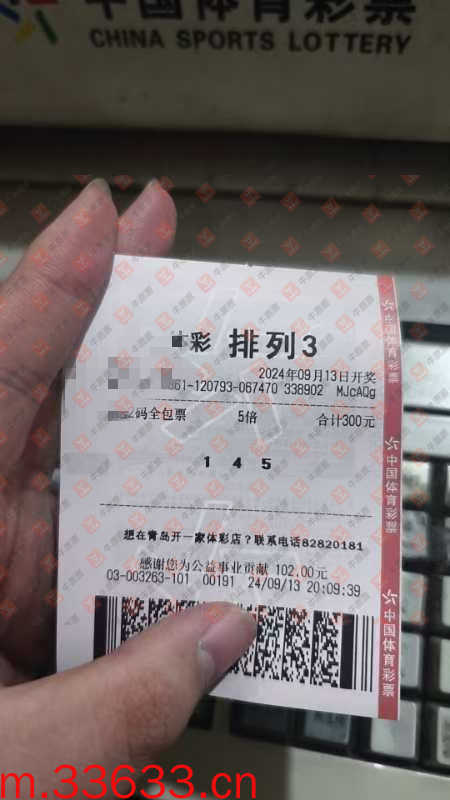 中国体育彩票
CHINA SPORTS LOTTERY
体彩 排列3
2024年09月13日开奖
061-120793-067470 338902 MJcAQg
码全包票 5倍 合计300元
1 4 5
想在青岛开一家体彩店？联系电话82820181
感谢您为公益事业贡献 102.00元
03-003263-101 00191 24/09/13 20:09:39
中国体育彩票
中国体育彩票
中国体育彩票
m.33633.cn